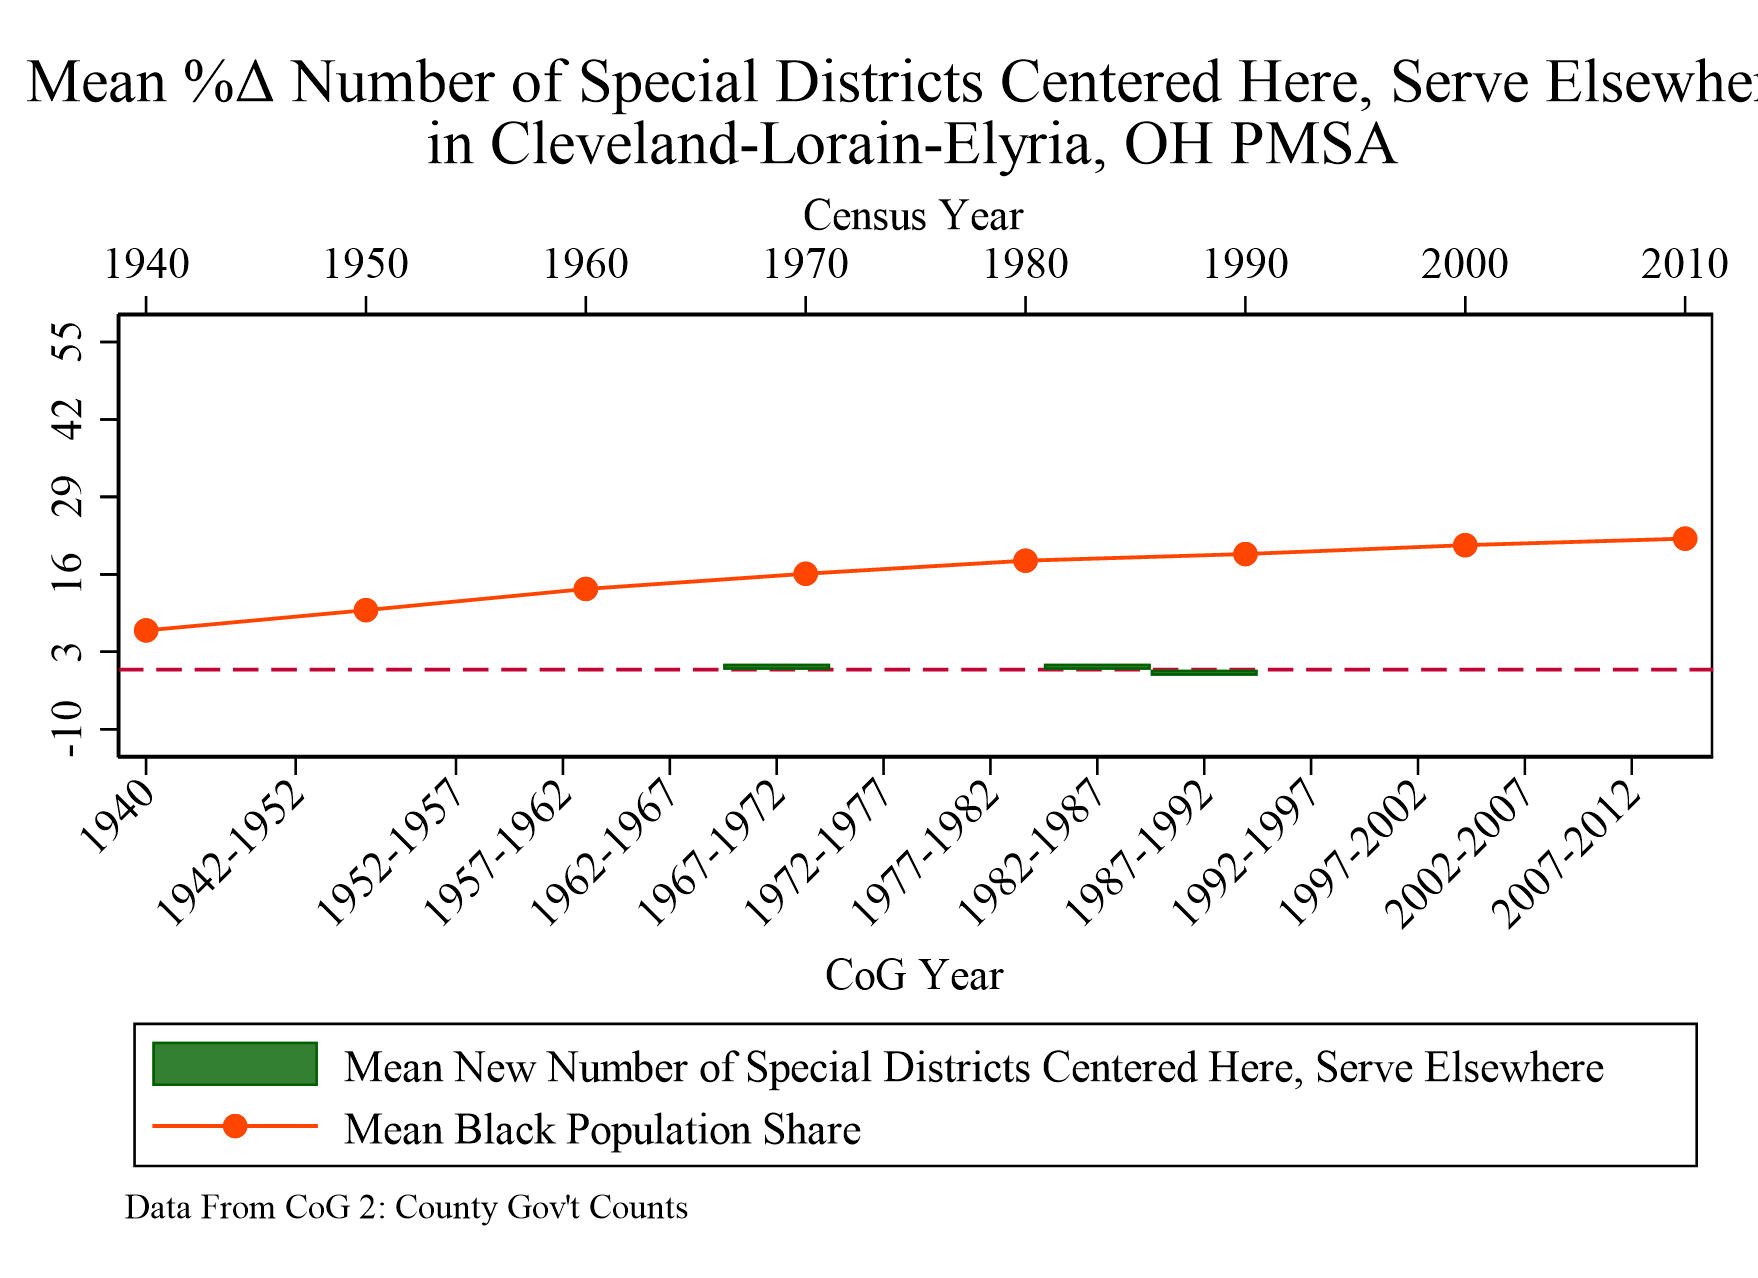 Mean %Δ Number of Special Districts Centered Here, Serve
in Cleveland-Lorain-Elyria, OH PMSA
Census Year
1940 1950 1960 1970 1980 1990 2000 2010
55
42
29
16
3
-10
1940 1942-1952 1952-1957 1957-1962 1962-1967 1967-1972 1972-1977 1977-1982 1982-1987 1987-1992 1992-1997 1997-2002 2002-2007 2007-2012
CoG Year
Mean New Number of Special Districts Centered Here, Serve Elsewhere
Mean Black Population Share
Data From CoG 2: County Gov't Counts